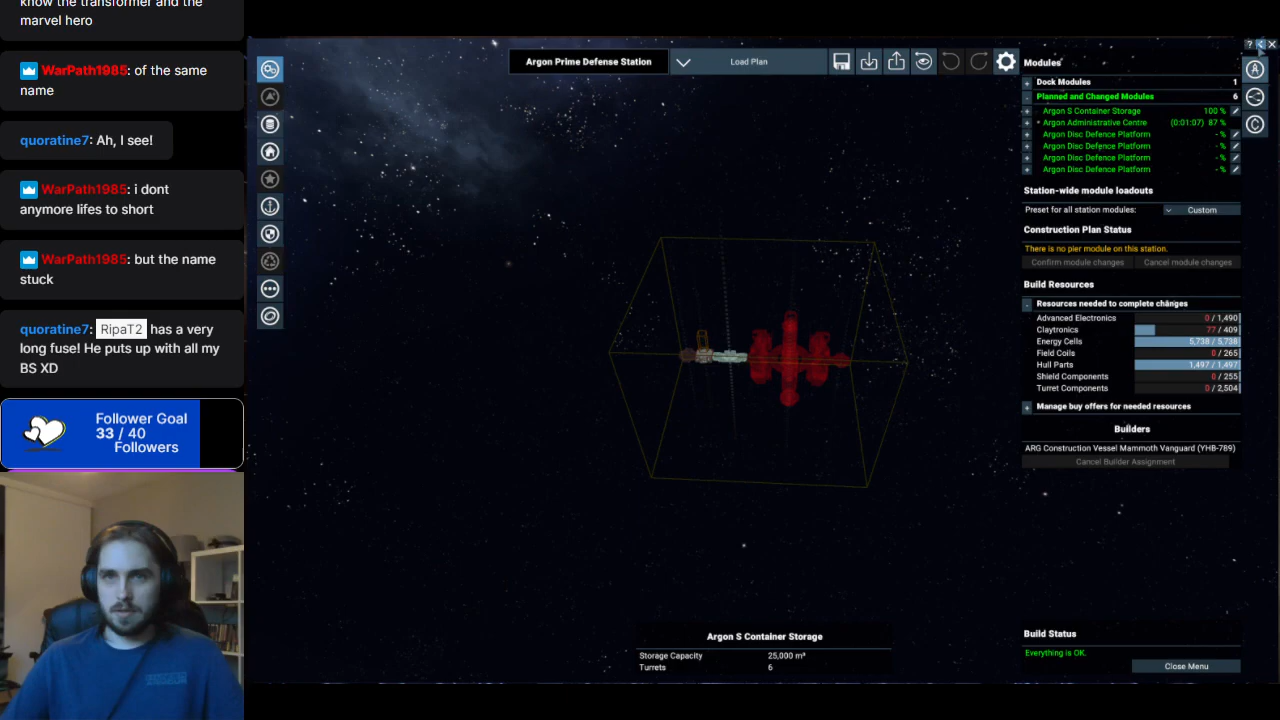 know the transformer and the
marvel hero
WarPath1985: of the same
name
quoratine7: Ah, I see!
WarPath1985: i dont
anymore lifes to short
WarPath1985: but the name
stuck
quoratine7: RipaT2 has a very
long fuse! He puts up with all my
BS XD
Follower Goal
33 / 40
Followers
Argon Prime Defense Station
Load Plan
Modules
Dock Modules 1
Planned and Changed Modules 6
Argon S Container Storage 100 %
Argon Administrative Centre (0:01:07) 87 %
Argon Disc Defence Platform - %
Argon Disc Defence Platform - %
Argon Disc Defence Platform - %
Argon Disc Defence Platform - %
Station-wide module loadouts
Preset for all station modules: Custom
Construction Plan Status
There is no pier module on this station.
Confirm module changes Cancel module changes
Build Resources
Resources needed to complete changes
Advanced Electronics 0 / 1,490
Claytronics 77 / 409
Energy Cells 5,738 / 5,738
Field Coils 0 / 265
Hull Parts 1,497 / 1,497
Shield Components 0 / 255
Turret Components 0 / 2,504
Manage buy offers for needed resources
Builders
ARG Construction Vessel Mammoth Vanguard (YHB-789)
Cancel Builder Assignment
Argon S Container Storage
Storage Capacity 25,000 m³
Turrets 6
Build Status
Everything is OK.
Close Menu